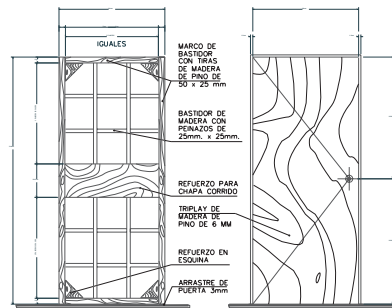 IGUALES
MARCO DE
BASTIDOR
CON TIRAS
DE MADERA
DE PINO DE
50 x 25 mm
BASTIDOR DE
MADERA CON
PEINAZOS DE
25mm. x 25mm.
REFUERZO PARA
CHAPA CORRIDO
TRIPLAY DE
MADERA DE
PINO DE 6 MM
REFUERZO EN
ESQUINA
ARRASTRE DE
PUERTA 3mm